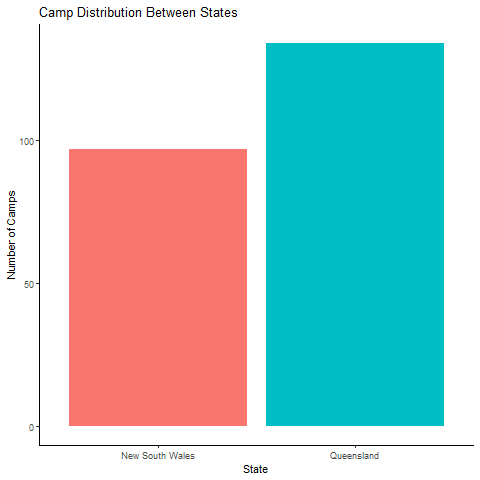 Camp Distribution Between States
Number of Camps
100
50
0
New South Wales
Queensland
State